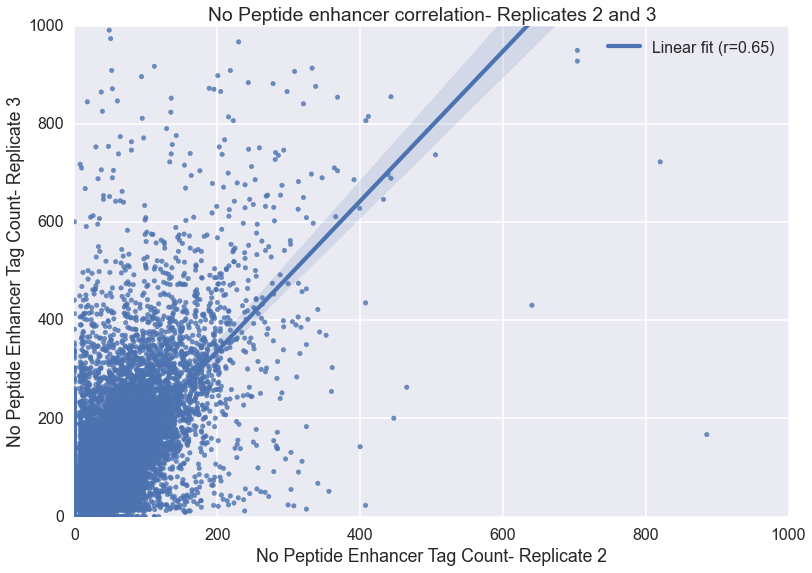 No Peptide enhancer correlation- Replicates 2 and 3
Linear fit (r=0.65)
No Peptide Enhancer Tag Count- Replicate 3
1000
800
600
400
200
0
0 200 400 600 800 1000
No Peptide Enhancer Tag Count- Replicate 2